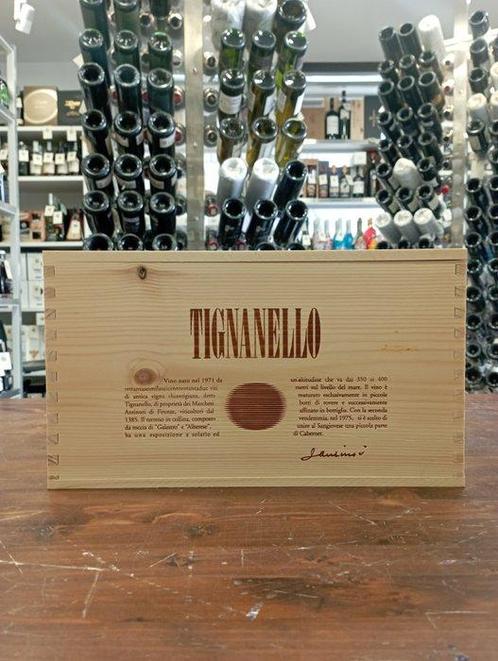 TIGNANELLO
Vino nato nel 1971 da
di antica vigna chiantigiana, detto
Tignanello, di proprietà dei Marchesi
Antinori di Firenze, viticoltori dal
1385. Il terreno in collina, composto
da roccia di "Galestro" e "Alberese",
ha una esposizione a solatio ed
un'altitudine che va dai 350 ai 400
metri sul livello del mare. Il vino è
maturato esclusivamente in piccole
botti di rovere e successivamente
affinato in bottiglia. Con la seconda
vendemmia, nel 1975, si è scelto di
unire al Sangiovese una piccola parte
di Cabernet.